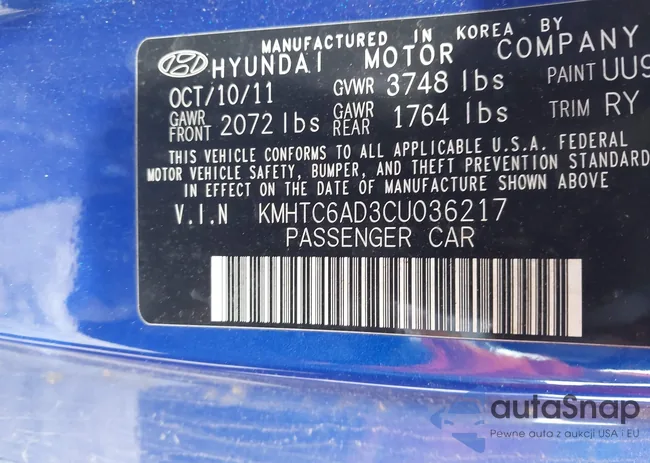 MANUFACTURED IN KOREA BY
HYUNDAI MOTOR COMPANY
OCT/10/11 GVWR 3748 lbs PAINT UU9
GAWR FRONT 2072 lbs GAWR REAR 1764 lbs TRIM RY
THIS VEHICLE CONFORMS TO ALL APPLICABLE U.S.A. FEDERAL
MOTOR VEHICLE SAFETY, BUMPER, AND THEFT PREVENTION STANDARD
IN EFFECT ON THE DATE OF MANUFACTURE SHOWN ABOVE
V.I.N KMHTC6AD3CU036217
PASSENGER CAR
autaSnap
Pewne auta z aukcji USA i EU